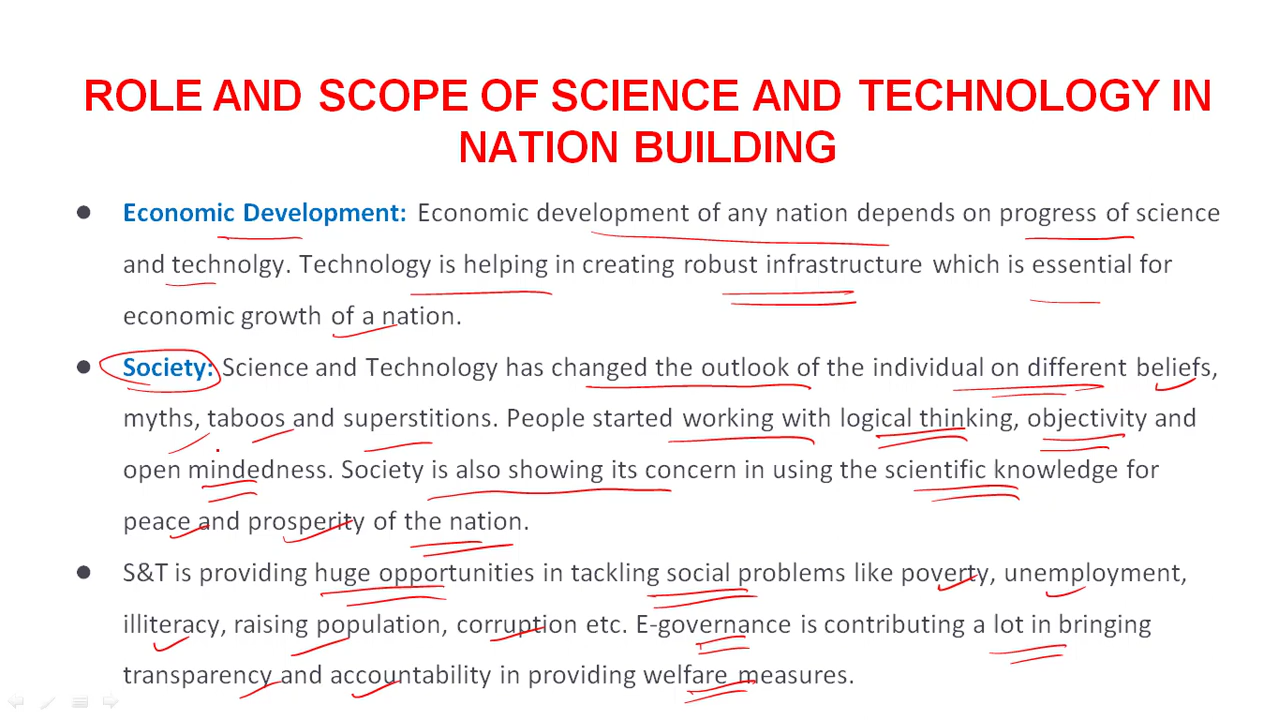 ROLE AND SCOPE OF SCIENCE AND TECHNOLOGY IN
NATION BUILDING
● Economic Development: Economic development of any nation depends on progress of science
and technolgy. Technology is helping in creating robust infrastructure which is essential for
economic growth of a nation.
● Society: Science and Technology has changed the outlook of the individual on different beliefs,
myths, taboos and superstitions. People started working with logical thinking, objectivity and
open mindedness. Society is also showing its concern in using the scientific knowledge for
peace and prosperity of the nation.
● S&T is providing huge opportunities in tackling social problems like poverty, unemployment,
illiteracy, raising population, corruption etc. E-governance is contributing a lot in bringing
transparency and accountability in providing welfare measures.